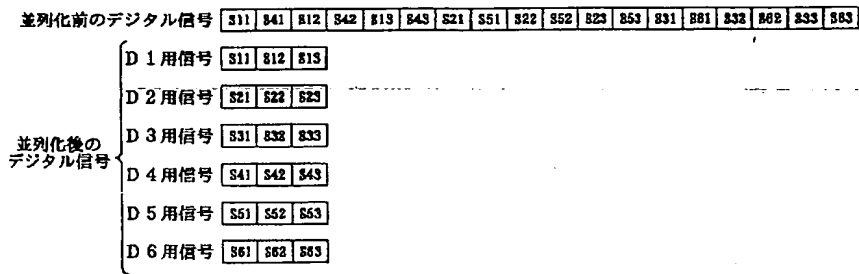 並列化前のデジタル信号 S11 S41 S12 S42 S13 S43 S21 S51 S22 S52 S23 S53 S31 S61 S32 S62 S33 S63
D1用信号 S11 S12 S13
D2用信号 S21 S22 S23
D3用信号 S31 S32 S33
並列化後の
デジタル信号
D4用信号 S41 S42 S43
D5用信号 S51 S52 S53
D6用信号 S61 S62 S63